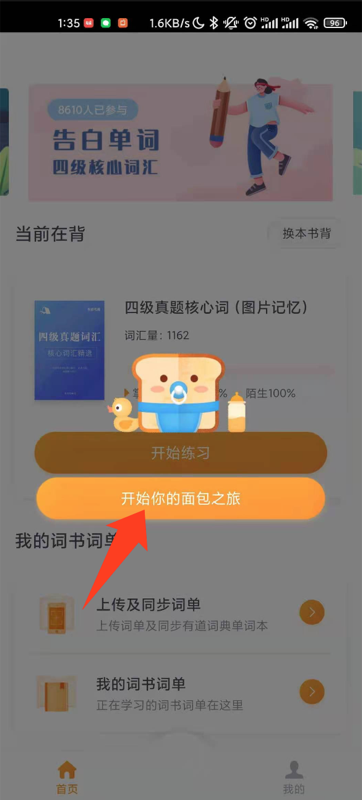 1:35
1.6KB/s
HD
HD
96
8610人已参与
告白单词
四级核心词汇
当前在背
换本书背
四级真题核心词（图片记忆）
四级真题词汇
词汇量：1162
% 陌生100%
开始练习
开始你的面包之旅
我的词书词单
上传及同步词单
上传词单及同步有道词典单词本
我的词书词单
正在学习的词书词单在这里
首页
我的